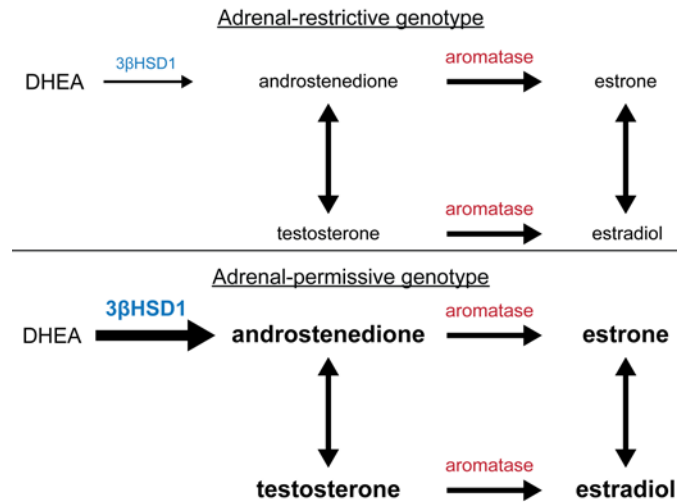 Adrenal-restrictive genotype
DHEA 3βHSD1 androstenedione aromatase estrone
testosterone aromatase estradiol
Adrenal-permissive genotype
DHEA 3βHSD1 androstenedione aromatase estrone
testosterone aromatase estradiol